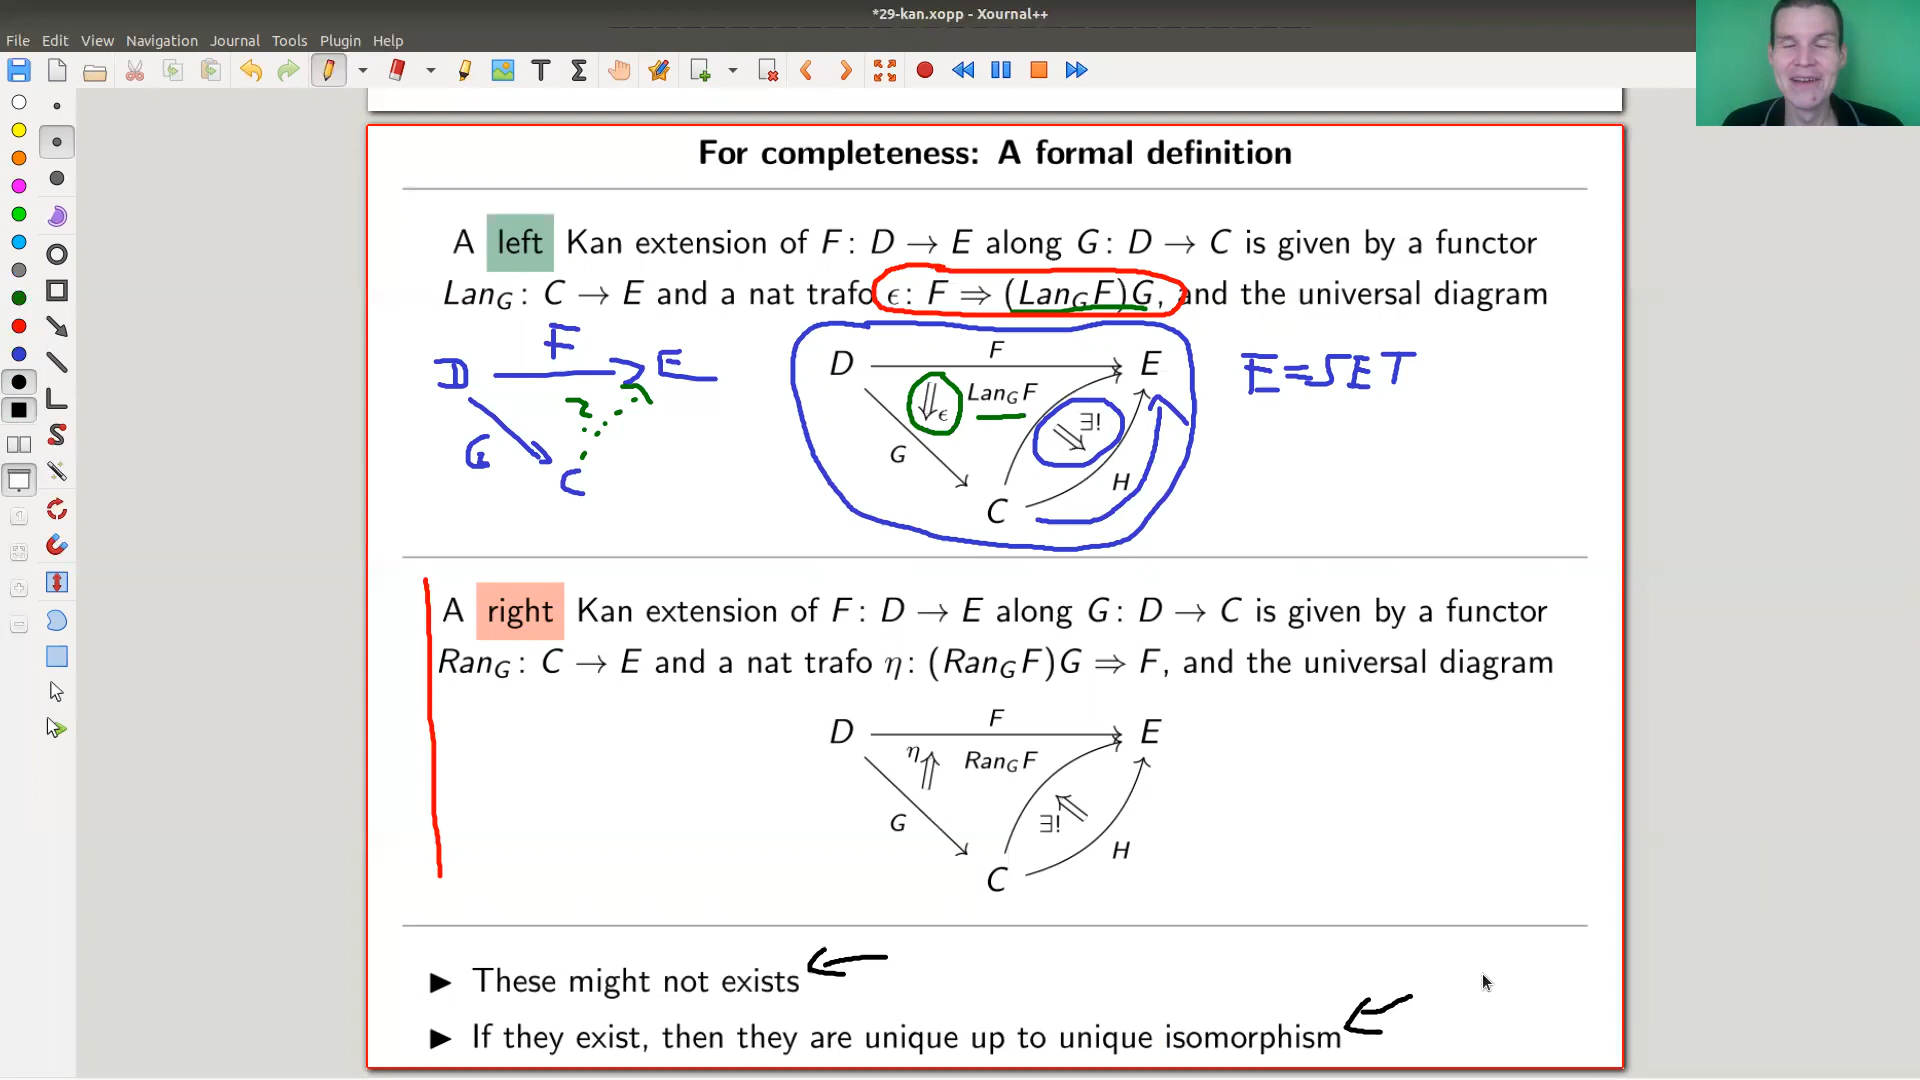 *29-kan.xopp - Xournal++
File Edit View Navigation Journal Tools Plugin Help
For completeness: A formal definition
A left Kan extension of F: D → E along G: D → C is given by a functor
Lan_G: C → E and a nat trafo ϵ: F ⇒ (Lan_G F)G, and the universal diagram
D F E
G ?
C
D F E
ϵ Lan_G F ∃!
G H
C
E=SET
A right Kan extension of F: D → E along G: D → C is given by a functor
Ran_G: C → E and a nat trafo η: (Ran_G F)G ⇒ F, and the universal diagram
D F E
η Ran_G F
G ∃! H
C
▶ These might not exists
▶ If they exist, then they are unique up to unique isomorphism